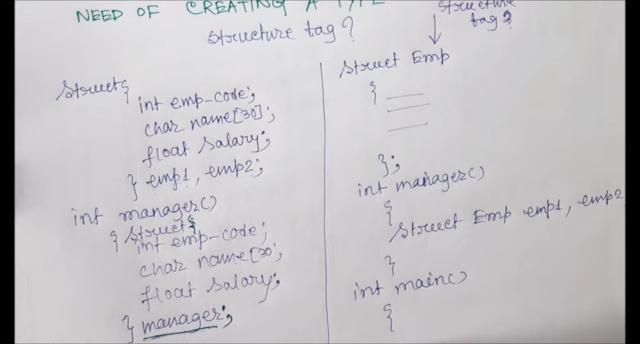 NEED OF CREATING A TYPE
structure tag?
struct{
int emp-code;
char name[30];
float salary;
} emp1, emp2;
int manager()
{ struct{
int emp-code;
char name[30;
float salary;
} manager;
structure
tag?
struct Emp
{
};
int manager()
{
struct Emp emp1, emp2
}
int main()
{